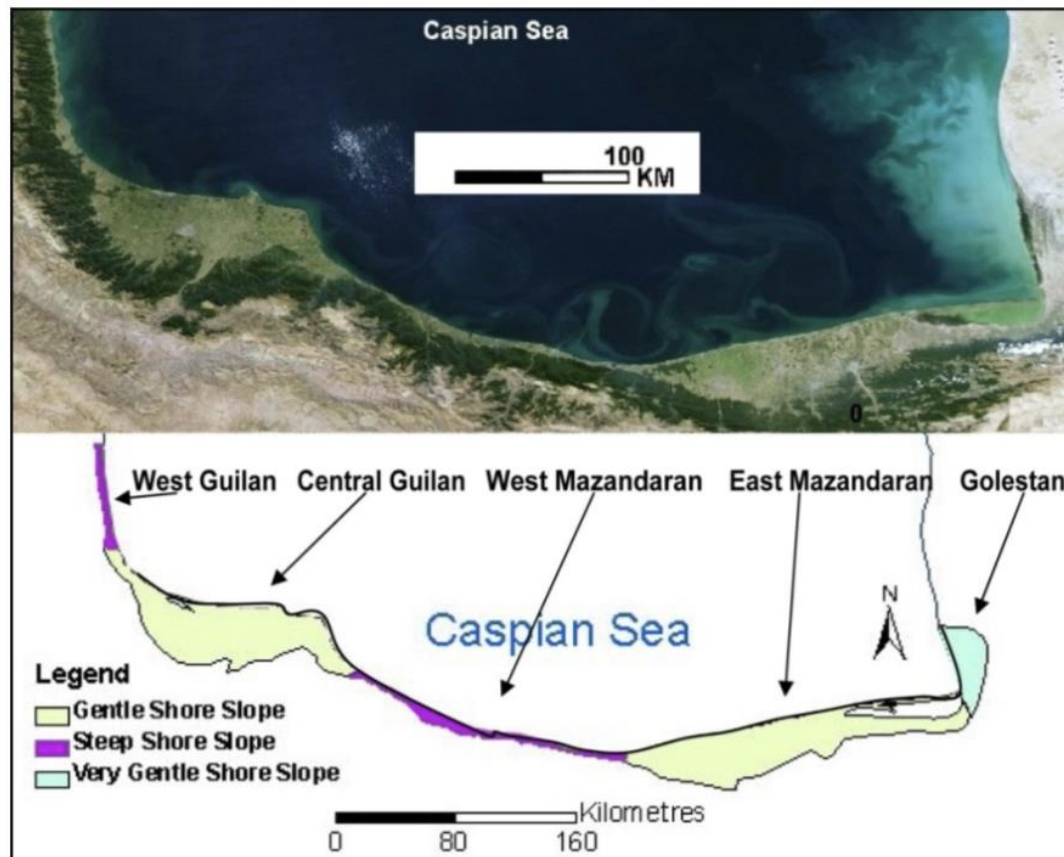 Caspian Sea
100
KM
0
West Guilan Central Guilan West Mazandaran East Mazandaran Golestan
N
Caspian Sea
Legend
Gentle Shore Slope
Steep Shore Slope
Very Gentle Shore Slope
Kilometres
0 80 160